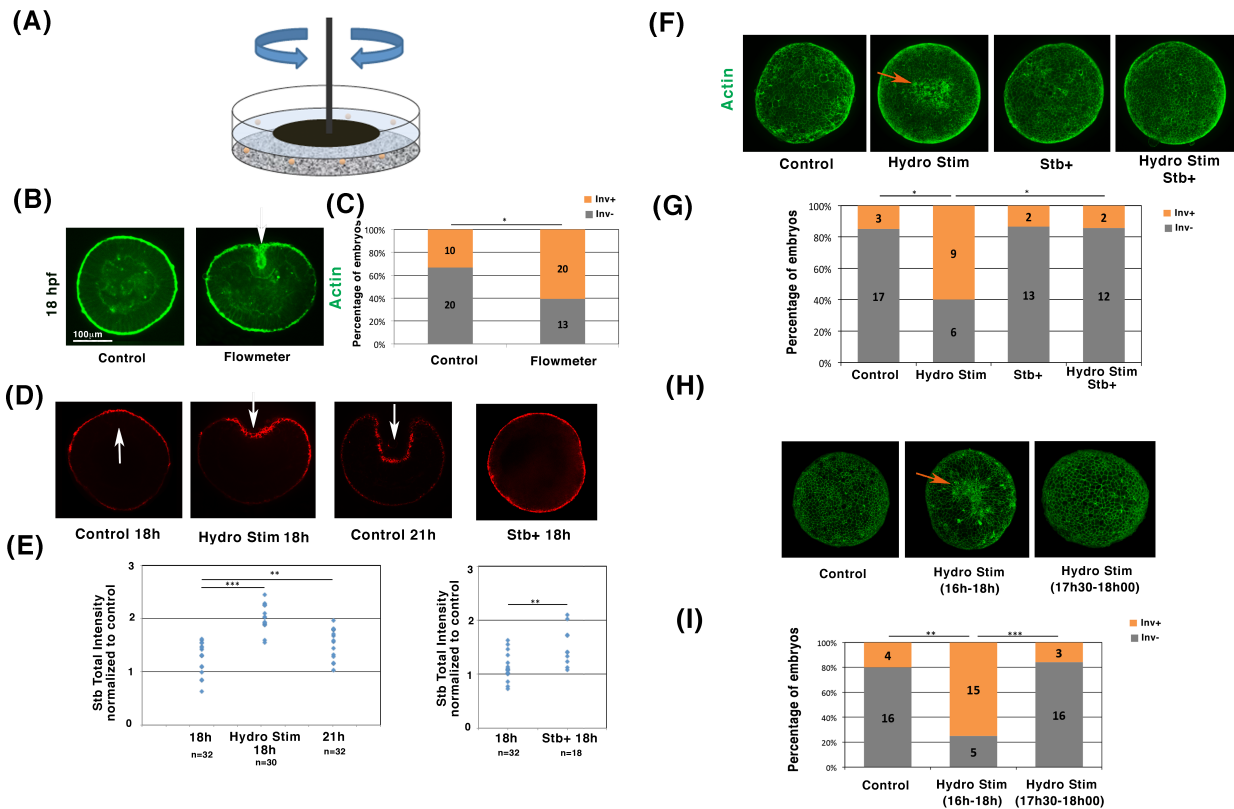 (A)
(B)
18 hpf
100μm
Control
Flowmeter
Actin
(C)
Inv+
Inv-
*
Percentage of embryos
100%
80%
60%
40%
20%
0%
10
20
20
13
Control
Flowmeter
(D)
Control 18h
Hydro Stim 18h
Control 21h
Stb+ 18h
(E)
Stb Total Intensity
normalized to control
3
2
1
0
**
***
18h
n=32
Hydro Stim
18h
n=30
21h
n=32
Stb Total Intensity
normalized to control
3
2
1
0
**
18h
n=32
Stb+ 18h
n=18
(F)
Actin
Control
Hydro Stim
Stb+
Hydro Stim
Stb+
(G)
Inv+
Inv-
*
*
Percentage of embryos
100%
80%
60%
40%
20%
0%
3
17
9
6
2
13
2
12
Control
Hydro Stim
Stb+
Hydro Stim
Stb+
(H)
Control
Hydro Stim
(16h-18h)
Hydro Stim
(17h30-18h00)
(I)
Inv+
Inv-
**
***
Percentage of embryos
100%
80%
60%
40%
20%
0%
4
16
15
5
3
16
Control
Hydro Stim
(16h-18h)
Hydro Stim
(17h30-18h00)